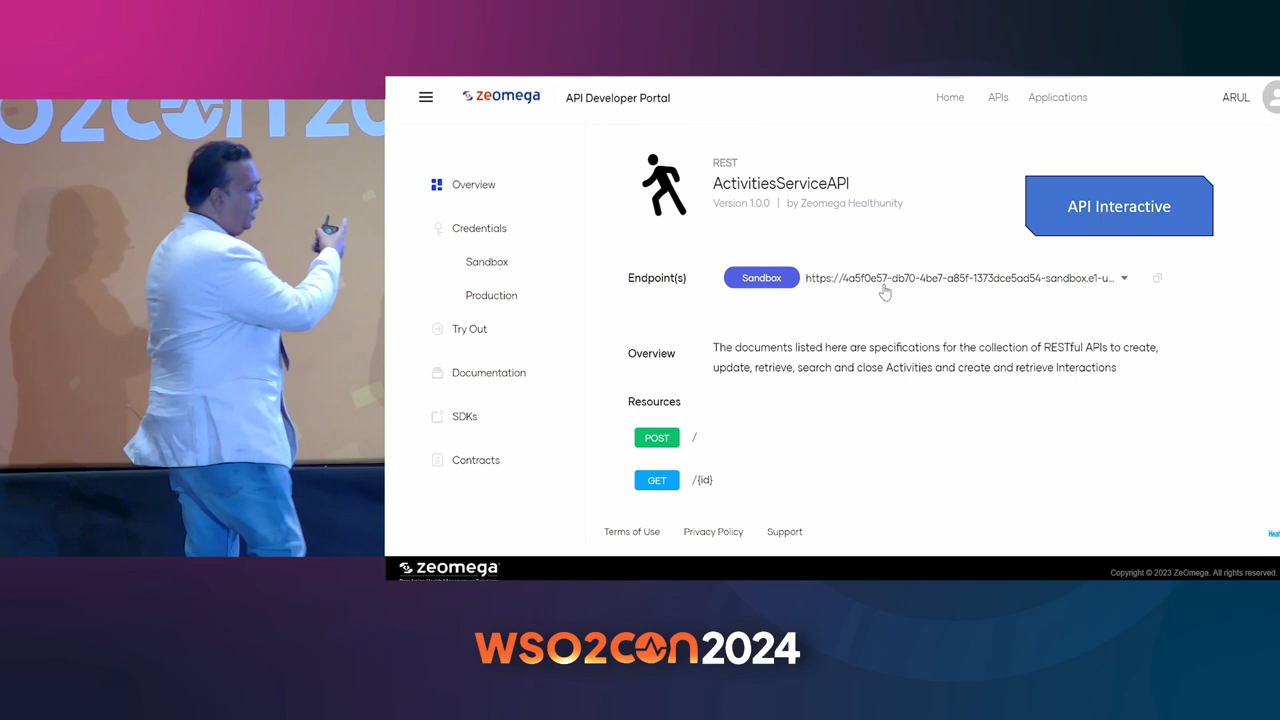 SO2CON 20
zeomega
API Developer Portal
Home
APIs
Applications
ARUL
Overview
Credentials
Sandbox
Production
Try Out
Documentation
SDKs
Contracts
REST
ActivitiesServiceAPI
Version 1.0.0 | by Zeomega Healthunity
API Interactive
Endpoint(s)
Sandbox
https://4a5f0e57-db70-4be7-a85f-1373dce5ad54-sandbox.e1-u...
Overview
The documents listed here are specifications for the collection of RESTful APIs to create,
update, retrieve, search and close Activities and create and retrieve Interactions
Resources
POST /
GET /{id}
Terms of Use
Privacy Policy
Support
zeomega
Copyright © 2023 ZeOmega. All rights reserved.
WSO2CON2024